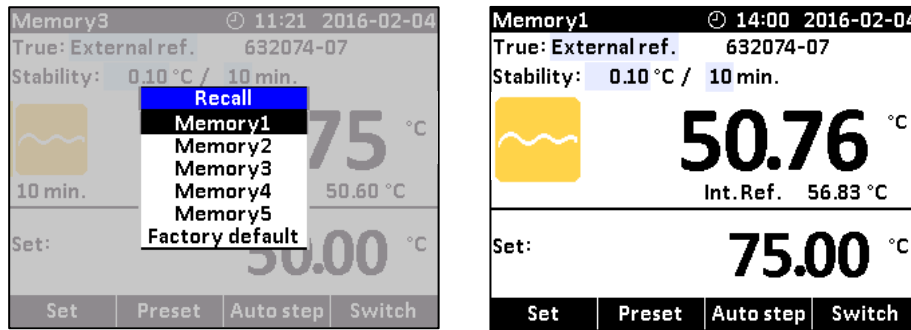 Memory3 11:21 2016-02-04
True: External ref. 632074-07
Stability: 0.10 °C / 10 min.
Recall
Memory1
Memory2
Memory3
Memory4
Memory5
Factory default
75 °C
10 min. 50.60 °C
Set: 50.00 °C
Set Preset Auto step Switch
Memory1 14:00 2016-02-04
True: External ref. 632074-07
Stability: 0.10 °C / 10 min.
50.76 °C
Int.Ref. 56.83 °C
Set: 75.00 °C
Set Preset Auto step Switch